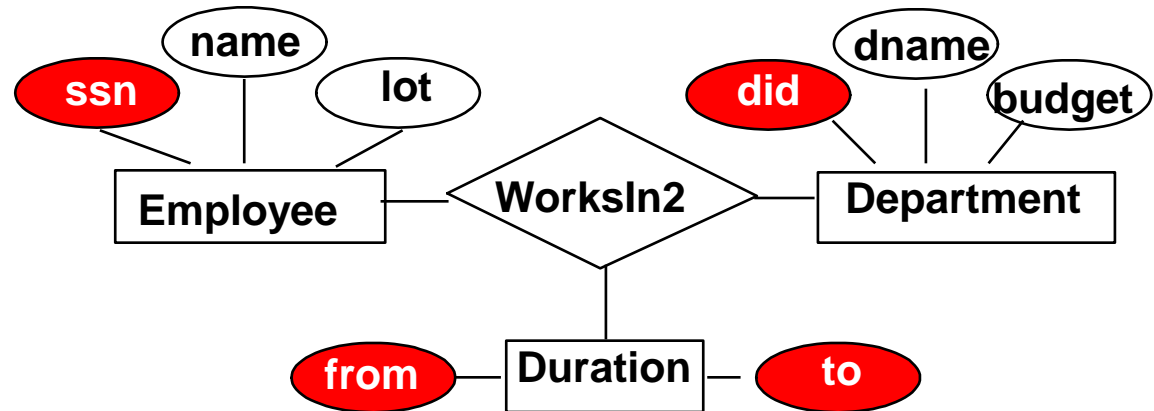 name
dname
ssn
lot
did
budget
Employee
WorksIn2
Department
from
Duration
to